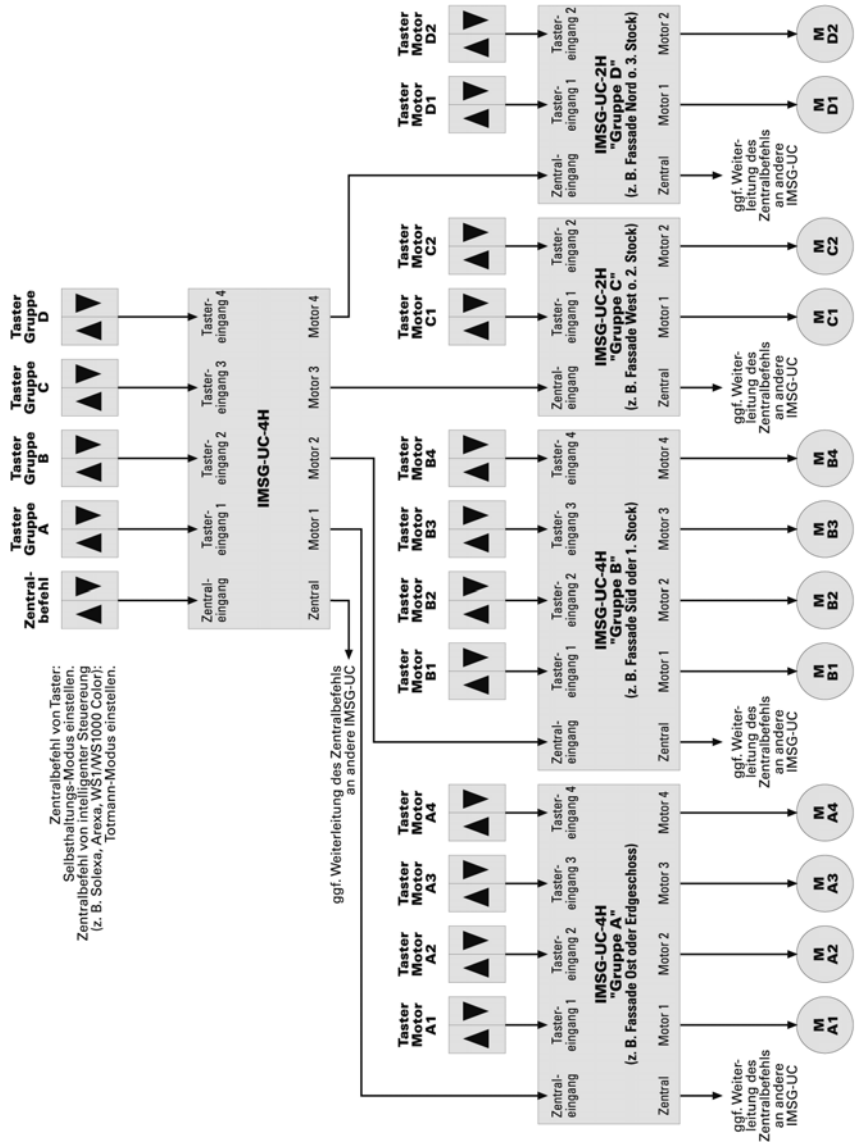 Zentralbefehl von Taster:
Selbsthaltungs-Modus einstellen.
Zentralbefehl von intelligenter Steuereung
(z. B. Solexa, Arexa, WS1/WS1000 Color):
Totmann-Modus einstellen.
Zentral-
befehl
Taster
Gruppe
A
Taster
Gruppe
B
Taster
Gruppe
C
Taster
Gruppe
D
Zentral-
eingang
Taster-
eingang 1
Taster-
eingang 2
Taster-
eingang 3
Taster-
eingang 4
IMSG-UC-4H
Zentral
Motor 1
Motor 2
Motor 3
Motor 4
ggf. Weiterleitung des Zentralbefehls
an andere IMSG-UC
Taster
Motor
A1
Taster
Motor
A2
Taster
Motor
A3
Taster
Motor
A4
Zentral-
eingang
Taster-
eingang 1
Taster-
eingang 2
Taster-
eingang 3
Taster-
eingang 4
IMSG-UC-4H
"Gruppe A"
(z. B. Fassade Ost oder Erdgeschoss)
Zentral
Motor 1
Motor 2
Motor 3
Motor 4
ggf. Weiter-
leitung des
Zentralbefehls
an andere
IMSG-UC
M
A1
M
A2
M
A3
M
A4
Taster
Motor
B1
Taster
Motor
B2
Taster
Motor
B3
Taster
Motor
B4
Zentral-
eingang
Taster-
eingang 1
Taster-
eingang 2
Taster-
eingang 3
Taster-
eingang 4
IMSG-UC-4H
"Gruppe B"
(z. B. Fassade Süd oder 1. Stock)
Zentral
Motor 1
Motor 2
Motor 3
Motor 4
ggf. Weiter-
leitung des
Zentralbefehls
an andere
IMSG-UC
M
B1
M
B2
M
B3
M
B4
Taster
Motor
C1
Taster
Motor
C2
Zentral-
eingang
Taster-
eingang 1
Taster-
eingang 2
IMSG-UC-2H
"Gruppe C"
(z. B. Fassade West o. 2. Stock)
Zentral
Motor 1
Motor 2
ggf. Weiter-
leitung des
Zentralbefehls
an andere
IMSG-UC
M
C1
M
C2
Taster
Motor
D1
Taster
Motor
D2
Zentral-
eingang
Taster-
eingang 1
Taster-
eingang 2
IMSG-UC-2H
"Gruppe D"
(z. B. Fassade Nord o. 3. Stock)
Zentral
Motor 1
Motor 2
ggf. Weiter-
leitung des
Zentralbefehls
an andere
IMSG-UC
M
D1
M
D2